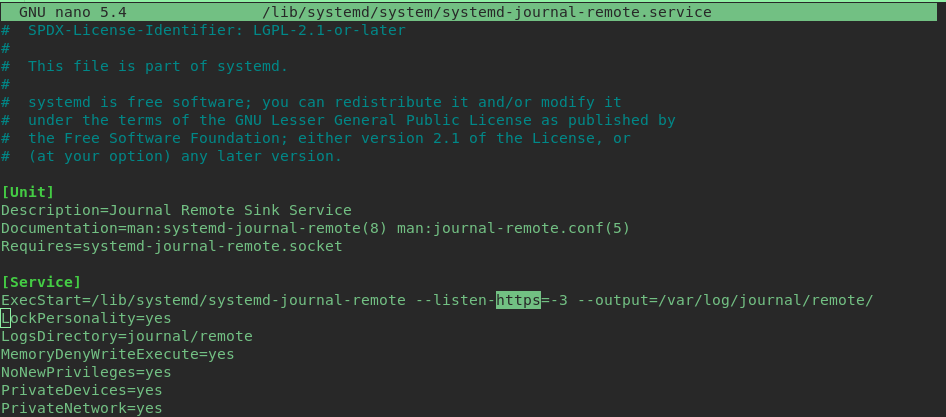 GNU nano 5.4 /lib/systemd/system/systemd-journal-remote.service
# SPDX-License-Identifier: LGPL-2.1-or-later
#
# This file is part of systemd.
#
# systemd is free software; you can redistribute it and/or modify it
# under the terms of the GNU Lesser General Public License as published by
# the Free Software Foundation; either version 2.1 of the License, or
# (at your option) any later version.
[Unit]
Description=Journal Remote Sink Service
Documentation=man:systemd-journal-remote(8) man:journal-remote.conf(5)
Requires=systemd-journal-remote.socket
[Service]
ExecStart=/lib/systemd/systemd-journal-remote --listen-https=-3 --output=/var/log/journal/remote/
LockPersonality=yes
LogsDirectory=journal/remote
MemoryDenyWriteExecute=yes
NoNewPrivileges=yes
PrivateDevices=yes
PrivateNetwork=yes